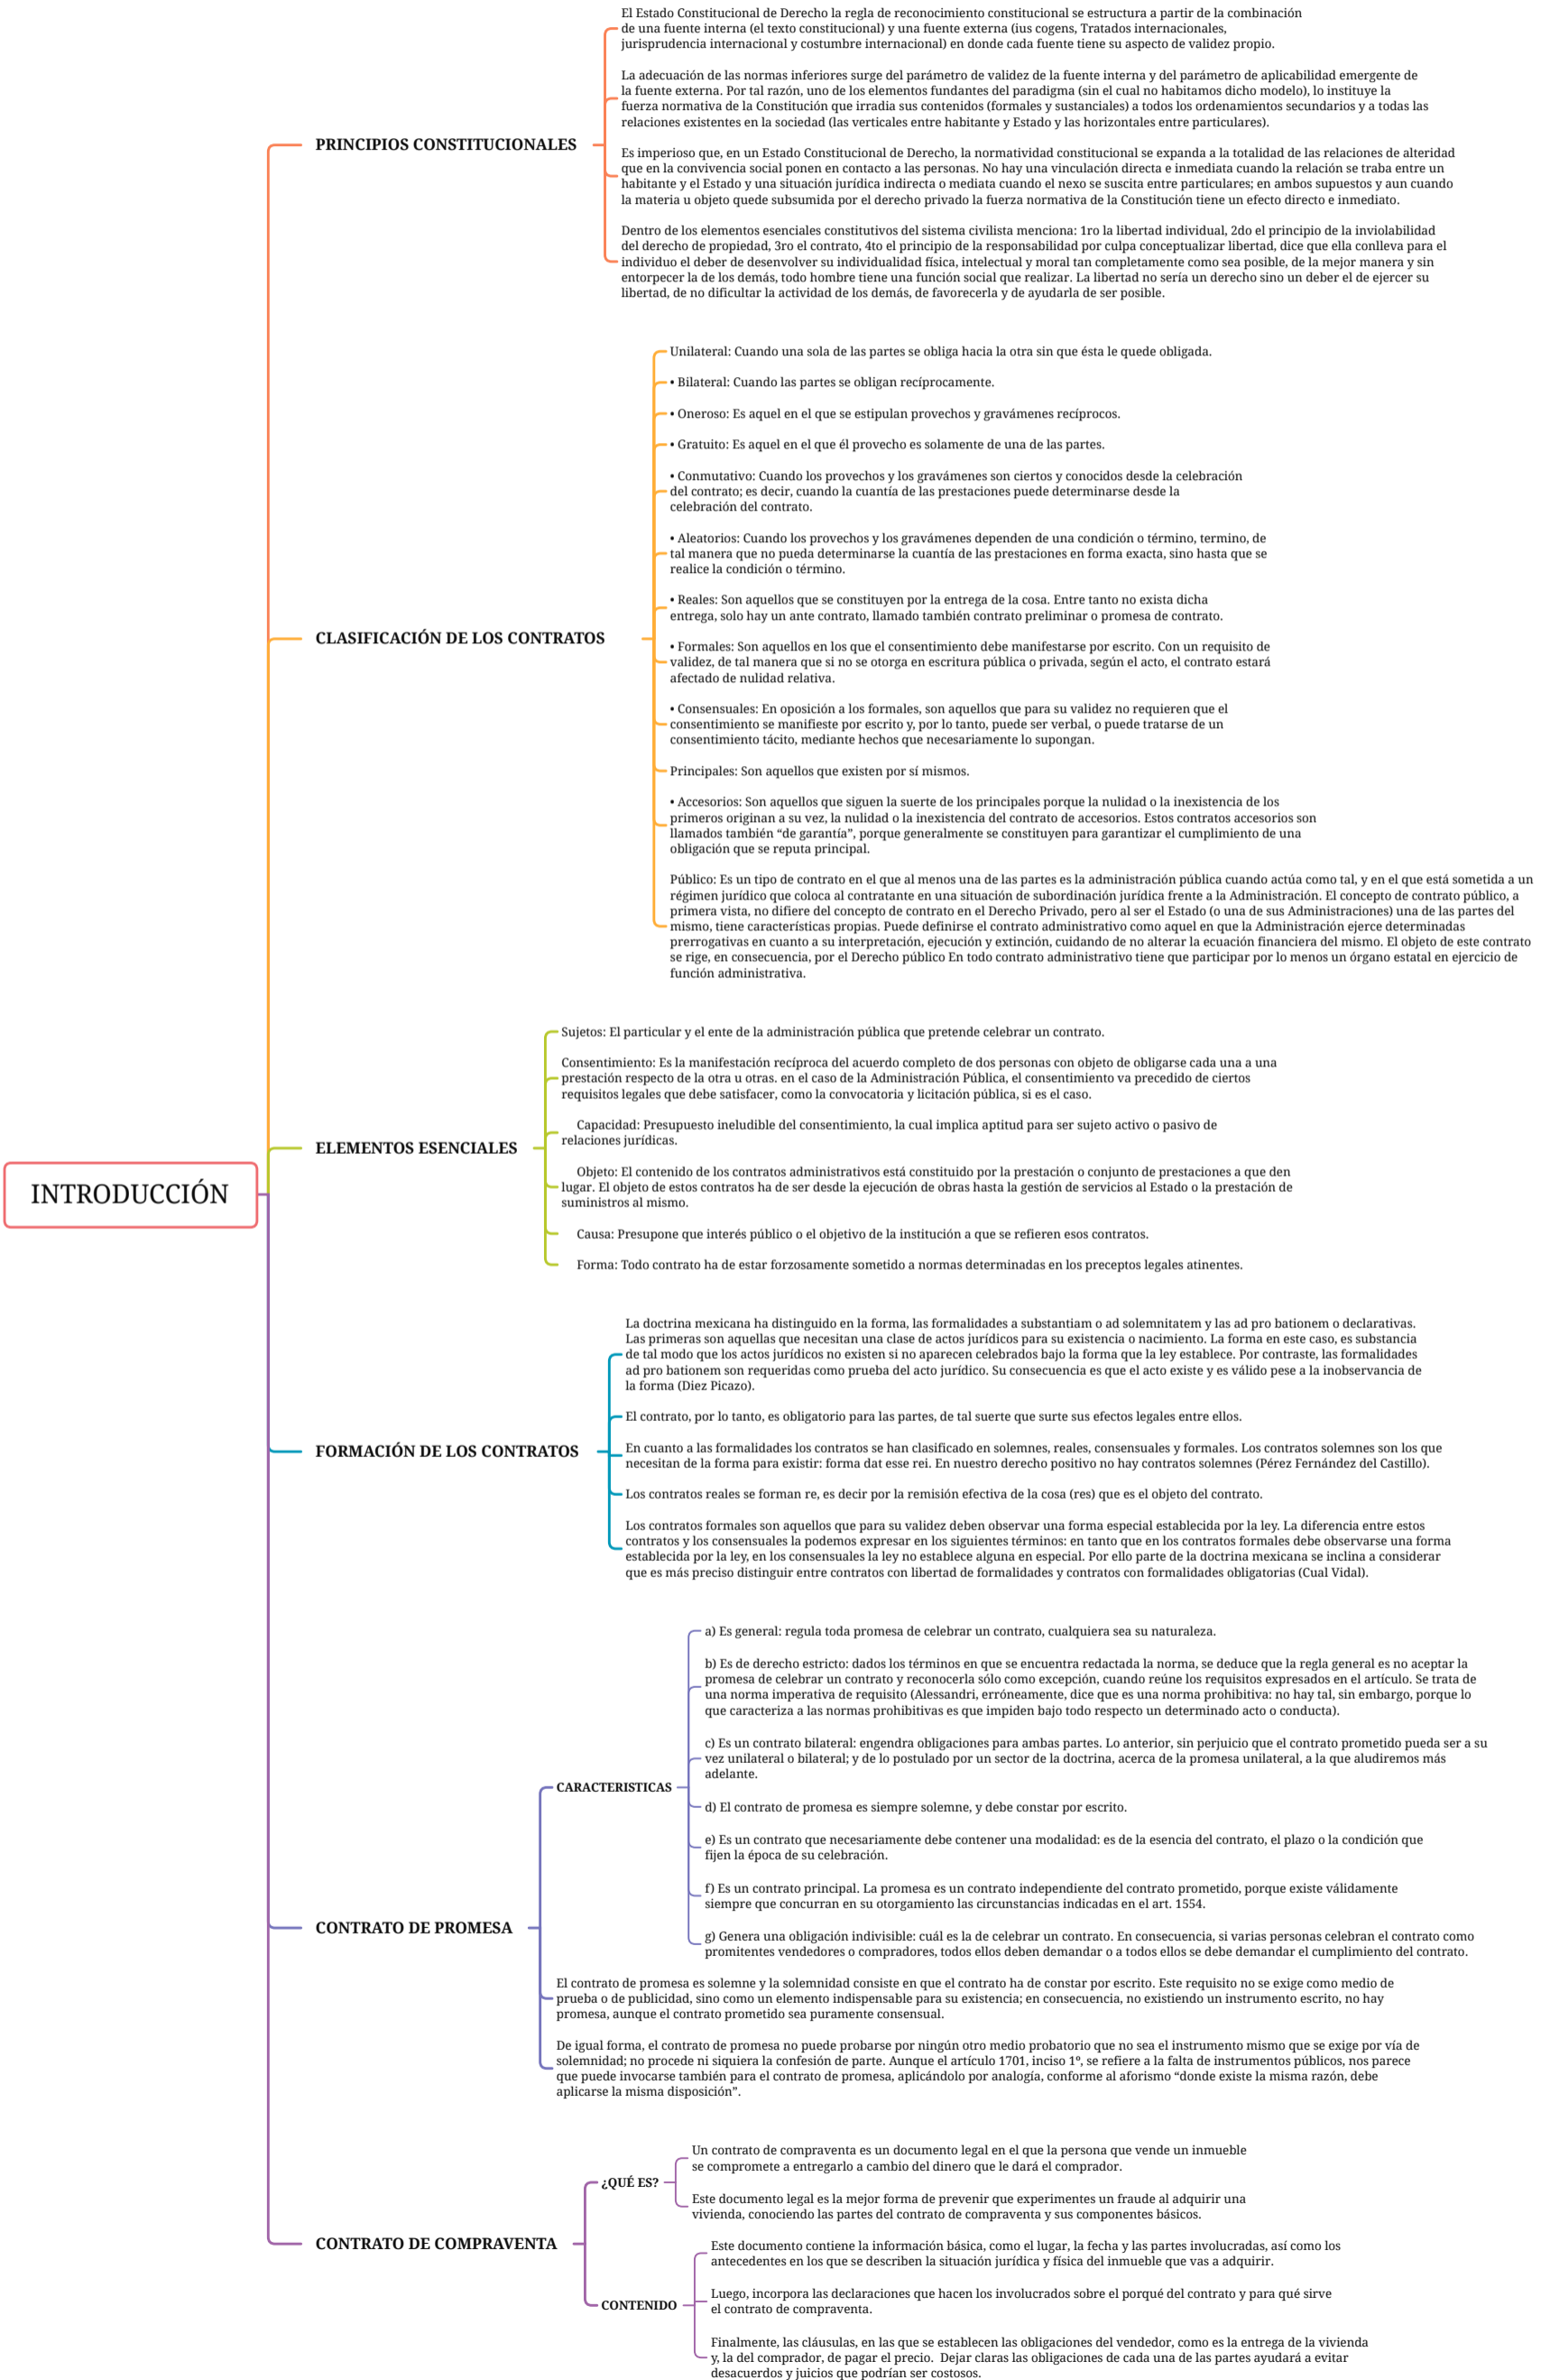 INTRODUCCIÓN
PRINCIPIOS CONSTITUCIONALES
El Estado Constitucional de Derecho la regla de reconocimiento constitucional se estructura a partir de la combinación
de una fuente interna (el texto constitucional) y una fuente externa (ius cogens, Tratados internacionales,
jurisprudencia internacional y costumbre internacional) en donde cada fuente tiene su aspecto de validez propio.
La adecuación de las normas inferiores surge del parámetro de validez de la fuente interna y del parámetro de aplicabilidad emergente de
la fuente externa. Por tal razón, uno de los elementos fundantes del paradigma (sin el cual no habitamos dicho modelo), lo instituye la
fuerza normativa de la Constitución que irradia sus contenidos (formales y sustanciales) a todos los ordenamientos secundarios y a todas las
relaciones existentes en la sociedad (las verticales entre habitante y Estado y las horizontales entre particulares).
Es imperioso que, en un Estado Constitucional de Derecho, la normatividad constitucional se expanda a la totalidad de las relaciones de alteridad
que en la convivencia social ponen en contacto a las personas. No hay una vinculación directa e inmediata cuando la relación se traba entre un
habitante y el Estado y una situación jurídica indirecta o mediata cuando el nexo se suscita entre particulares; en ambos supuestos y aun cuando
la materia u objeto quede subsumida por el derecho privado la fuerza normativa de la Constitución tiene un efecto directo e inmediato.
Dentro de los elementos esenciales constitutivos del sistema civilista menciona: 1ro la libertad individual, 2do el principio de la inviolabilidad
del derecho de propiedad, 3ro el contrato, 4to el principio de la responsabilidad por culpa conceptualizar libertad, dice que ella conlleva para el
individuo el deber de desenvolver su individualidad física, intelectual y moral tan completamente como sea posible, de la mejor manera y sin
entorpecer la de los demás, todo hombre tiene una función social que realizar. La libertad no sería un derecho sino un deber el de ejercer su
libertad, de no dificultar la actividad de los demás, de favorecerla y de ayudarla de ser posible.
CLASIFICACIÓN DE LOS CONTRATOS
Unilateral: Cuando una sola de las partes se obliga hacia la otra sin que ésta le quede obligada.
• Bilateral: Cuando las partes se obligan recíprocamente.
• Oneroso: Es aquel en el que se estipulan provechos y gravámenes recíprocos.
• Gratuito: Es aquel en el que él provecho es solamente de una de las partes.
• Conmutativo: Cuando los provechos y los gravámenes son ciertos y conocidos desde la celebración
del contrato; es decir, cuando la cuantía de las prestaciones puede determinarse desde la
celebración del contrato.
• Aleatorios: Cuando los provechos y los gravámenes dependen de una condición o término, termino, de
tal manera que no pueda determinarse la cuantía de las prestaciones en forma exacta, sino hasta que se
realice la condición o término.
• Reales: Son aquellos que se constituyen por la entrega de la cosa. Entre tanto no exista dicha
entrega, solo hay un ante contrato, llamado también contrato preliminar o promesa de contrato.
• Formales: Son aquellos en los que el consentimiento debe manifestarse por escrito. Con un requisito de
validez, de tal manera que si no se otorga en escritura pública o privada, según el acto, el contrato estará
afectado de nulidad relativa.
• Consensuales: En oposición a los formales, son aquellos que para su validez no requieren que el
consentimiento se manifieste por escrito y, por lo tanto, puede ser verbal, o puede tratarse de un
consentimiento tácito, mediante hechos que necesariamente lo supongan.
Principales: Son aquellos que existen por sí mismos.
• Accesorios: Son aquellos que siguen la suerte de los principales porque la nulidad o la inexistencia de los
primeros originan a su vez, la nulidad o la inexistencia del contrato de accesorios. Estos contratos accesorios son
llamados también “de garantía”, porque generalmente se constituyen para garantizar el cumplimiento de una
obligación que se reputa principal.
Público: Es un tipo de contrato en el que al menos una de las partes es la administración pública cuando actúa como tal, y en el que está sometida a un
régimen jurídico que coloca al contratante en una situación de subordinación jurídica frente a la Administración. El concepto de contrato público, a
primera vista, no difiere del concepto de contrato en el Derecho Privado, pero al ser el Estado (o una de sus Administraciones) una de las partes del
mismo, tiene características propias. Puede definirse el contrato administrativo como aquel en que la Administración ejerce determinadas
prerrogativas en cuanto a su interpretación, ejecución y extinción, cuidando de no alterar la ecuación financiera del mismo. El objeto de este contrato
se rige, en consecuencia, por el Derecho público En todo contrato administrativo tiene que participar por lo menos un órgano estatal en ejercicio de
función administrativa.
ELEMENTOS ESENCIALES
Sujetos: El particular y el ente de la administración pública que pretende celebrar un contrato.
Consentimiento: Es la manifestación recíproca del acuerdo completo de dos personas con objeto de obligarse cada una a una
prestación respecto de la otra u otras. en el caso de la Administración Pública, el consentimiento va precedido de ciertos
requisitos legales que debe satisfacer, como la convocatoria y licitación pública, si es el caso.
Capacidad: Presupuesto ineludible del consentimiento, la cual implica aptitud para ser sujeto activo o pasivo de
relaciones jurídicas.
Objeto: El contenido de los contratos administrativos está constituido por la prestación o conjunto de prestaciones a que den
lugar. El objeto de estos contratos ha de ser desde la ejecución de obras hasta la gestión de servicios al Estado o la prestación de
suministros al mismo.
Causa: Presupone que interés público o el objetivo de la institución a que se refieren esos contratos.
Forma: Todo contrato ha de estar forzosamente sometido a normas determinadas en los preceptos legales atinentes.
FORMACIÓN DE LOS CONTRATOS
La doctrina mexicana ha distinguido en la forma, las formalidades a substantiam o ad solemnitatem y las ad pro bationem o declarativas.
Las primeras son aquellas que necesitan una clase de actos jurídicos para su existencia o nacimiento. La forma en este caso, es substancia
de tal modo que los actos jurídicos no existen si no aparecen celebrados bajo la forma que la ley establece. Por contraste, las formalidades
ad pro bationem son requeridas como prueba del acto jurídico. Su consecuencia es que el acto existe y es válido pese a la inobservancia de
la forma (Diez Picazo).
El contrato, por lo tanto, es obligatorio para las partes, de tal suerte que surte sus efectos legales entre ellos.
En cuanto a las formalidades los contratos se han clasificado en solemnes, reales, consensuales y formales. Los contratos solemnes son los que
necesitan de la forma para existir: forma dat esse rei. En nuestro derecho positivo no hay contratos solemnes (Pérez Fernández del Castillo).
Los contratos reales se forman re, es decir por la remisión efectiva de la cosa (res) que es el objeto del contrato.
Los contratos formales son aquellos que para su validez deben observar una forma especial establecida por la ley. La diferencia entre estos
contratos y los consensuales la podemos expresar en los siguientes términos: en tanto que en los contratos formales debe observarse una forma
establecida por la ley, en los consensuales la ley no establece alguna en especial. Por ello parte de la doctrina mexicana se inclina a considerar
que es más preciso distinguir entre contratos con libertad de formalidades y contratos con formalidades obligatorias (Cual Vidal).
CONTRATO DE PROMESA
CARACTERISTICAS
a) Es general: regula toda promesa de celebrar un contrato, cualquiera sea su naturaleza.
b) Es de derecho estricto: dados los términos en que se encuentra redactada la norma, se deduce que la regla general es no aceptar la
promesa de celebrar un contrato y reconocerla sólo como excepción, cuando reúne los requisitos expresados en el artículo. Se trata de
una norma imperativa de requisito (Alessandri, erróneamente, dice que es una norma prohibitiva: no hay tal, sin embargo, porque lo
que caracteriza a las normas prohibitivas es que impiden bajo todo respecto un determinado acto o conducta).
c) Es un contrato bilateral: engendra obligaciones para ambas partes. Lo anterior, sin perjuicio que el contrato prometido pueda ser a su
vez unilateral o bilateral; y de lo postulado por un sector de la doctrina, acerca de la promesa unilateral, a la que aludiremos más
adelante.
d) El contrato de promesa es siempre solemne, y debe constar por escrito.
e) Es un contrato que necesariamente debe contener una modalidad: es de la esencia del contrato, el plazo o la condición que
fijen la época de su celebración.
f) Es un contrato principal. La promesa es un contrato independiente del contrato prometido, porque existe válidamente
siempre que concurran en su otorgamiento las circunstancias indicadas en el art. 1554.
g) Genera una obligación indivisible: cuál es la de celebrar un contrato. En consecuencia, si varias personas celebran el contrato como
promitentes vendedores o compradores, todos ellos deben demandar o a todos ellos se debe demandar el cumplimiento del contrato.
El contrato de promesa es solemne y la solemnidad consiste en que el contrato ha de constar por escrito. Este requisito no se exige como medio de
prueba o de publicidad, sino como un elemento indispensable para su existencia; en consecuencia, no existiendo un instrumento escrito, no hay
promesa, aunque el contrato prometido sea puramente consensual.
De igual forma, el contrato de promesa no puede probarse por ningún otro medio probatorio que no sea el instrumento mismo que se exige por vía de
solemnidad; no procede ni siquiera la confesión de parte. Aunque el artículo 1701, inciso 1º, se refiere a la falta de instrumentos públicos, nos parece
que puede invocarse también para el contrato de promesa, aplicándolo por analogía, conforme al aforismo “donde existe la misma razón, debe
aplicarse la misma disposición”.
CONTRATO DE COMPRAVENTA
¿QUÉ ES?
Un contrato de compraventa es un documento legal en el que la persona que vende un inmueble
se compromete a entregarlo a cambio del dinero que le dará el comprador.
Este documento legal es la mejor forma de prevenir que experimentes un fraude al adquirir una
vivienda, conociendo las partes del contrato de compraventa y sus componentes básicos.
CONTENIDO
Este documento contiene la información básica, como el lugar, la fecha y las partes involucradas, así como los
antecedentes en los que se describen la situación jurídica y física del inmueble que vas a adquirir.
Luego, incorpora las declaraciones que hacen los involucrados sobre el porqué del contrato y para qué sirve
el contrato de compraventa.
Finalmente, las cláusulas, en las que se establecen las obligaciones del vendedor, como es la entrega de la vivienda
y, la del comprador, de pagar el precio. Dejar claras las obligaciones de cada una de las partes ayudará a evitar
desacuerdos y juicios que podrían ser costosos.